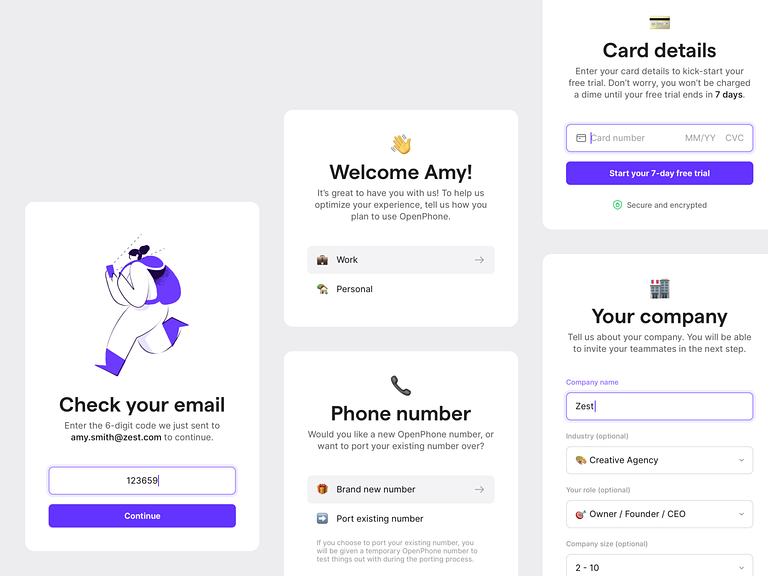 Check your email
Enter the 6-digit code we just sent to
amy.smith@zest.com to continue.
123659
Continue
Welcome Amy!
It's great to have you with us! To help us
optimize your experience, tell us how you
plan to use OpenPhone.
Work
Personal
Phone number
Would you like a new OpenPhone number, or
want to port your existing number over?
Brand new number
Port existing number
If you choose to port your existing number, you
will be given a temporary OpenPhone number to
test things out with during the porting process.
Card details
Enter your card details to kick-start your
free trial. Don't worry, you won't be charged
a dime until your free trial ends in 7 days.
Card number MM/YY CVC
Start your 7-day free trial
Secure and encrypted
Your company
Tell us about your company. You will be able
to invite your teammates in the next step.
Company name
Zest
Industry (optional)
Creative Agency
Your role (optional)
Owner / Founder / CEO
Company size (optional)
2 - 10